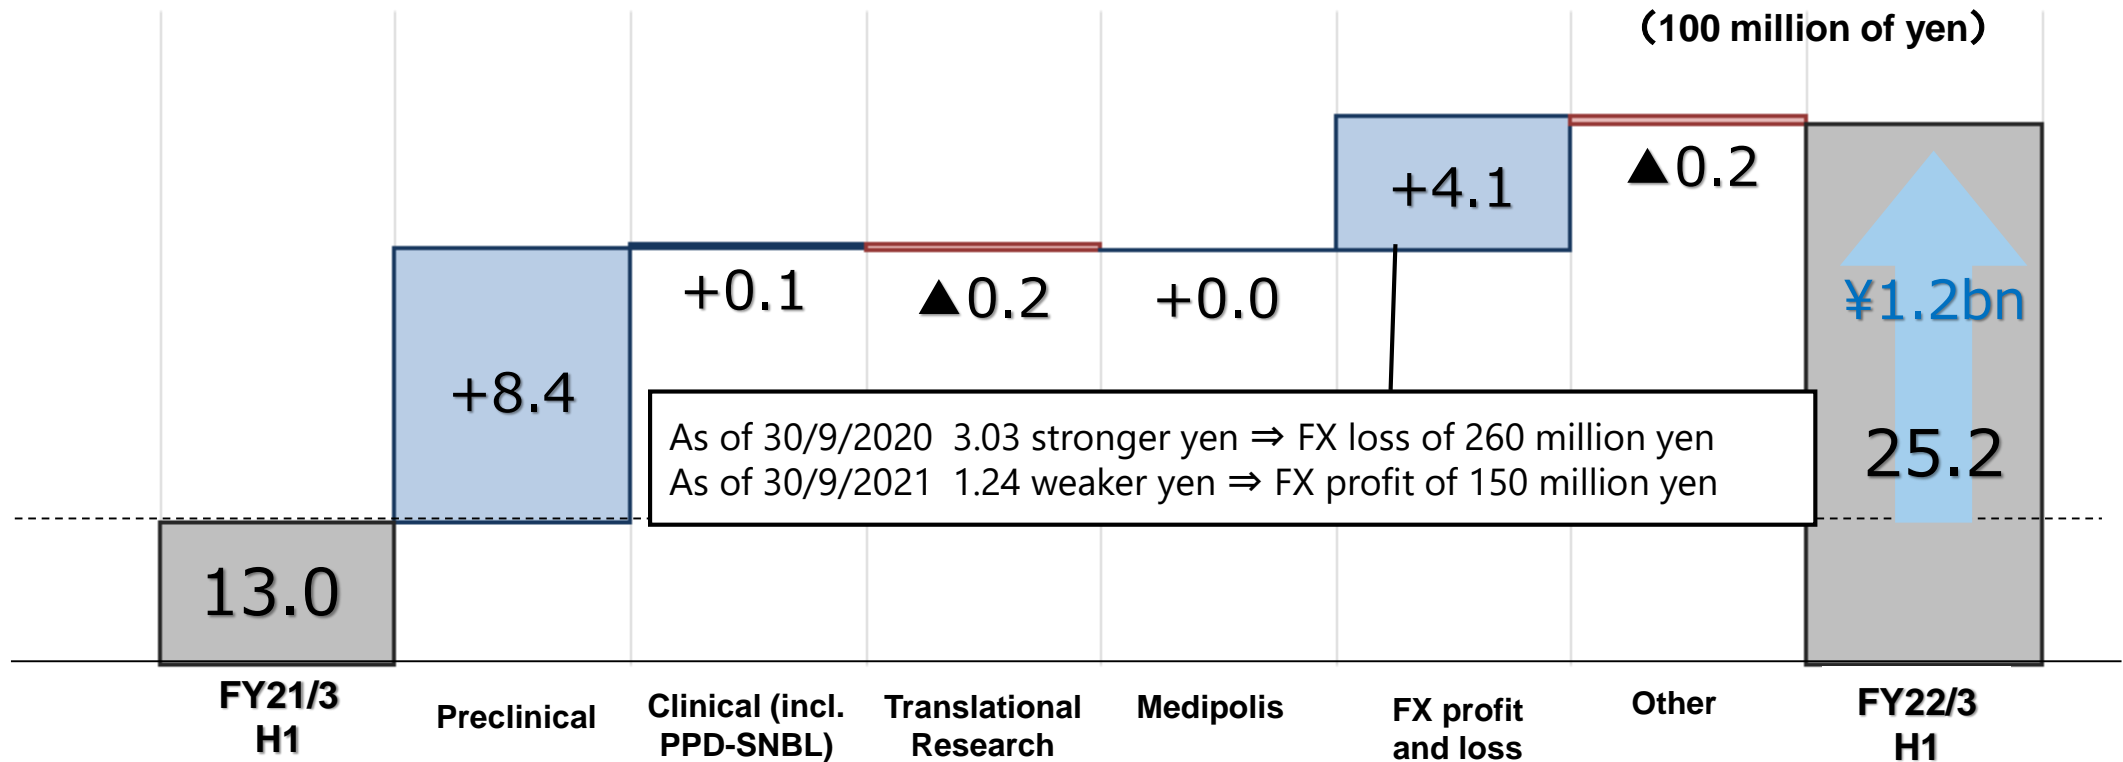 （100 million of yen）
+4.1
▲0.2
+0.1
▲0.2
+0.0
¥1.2bn
+8.4
As of 30/9/2020  3.03 stronger yen ⇒ FX loss of 260 million yen
As of 30/9/2021  1.24 weaker yen ⇒ FX profit of 150 million yen
25.2
13.0
FY21/3
H1
Preclinical
Clinical (incl.
PPD-SNBL)
Translational
Research
Medipolis
FX profit
and loss
Other
FY22/3
H1